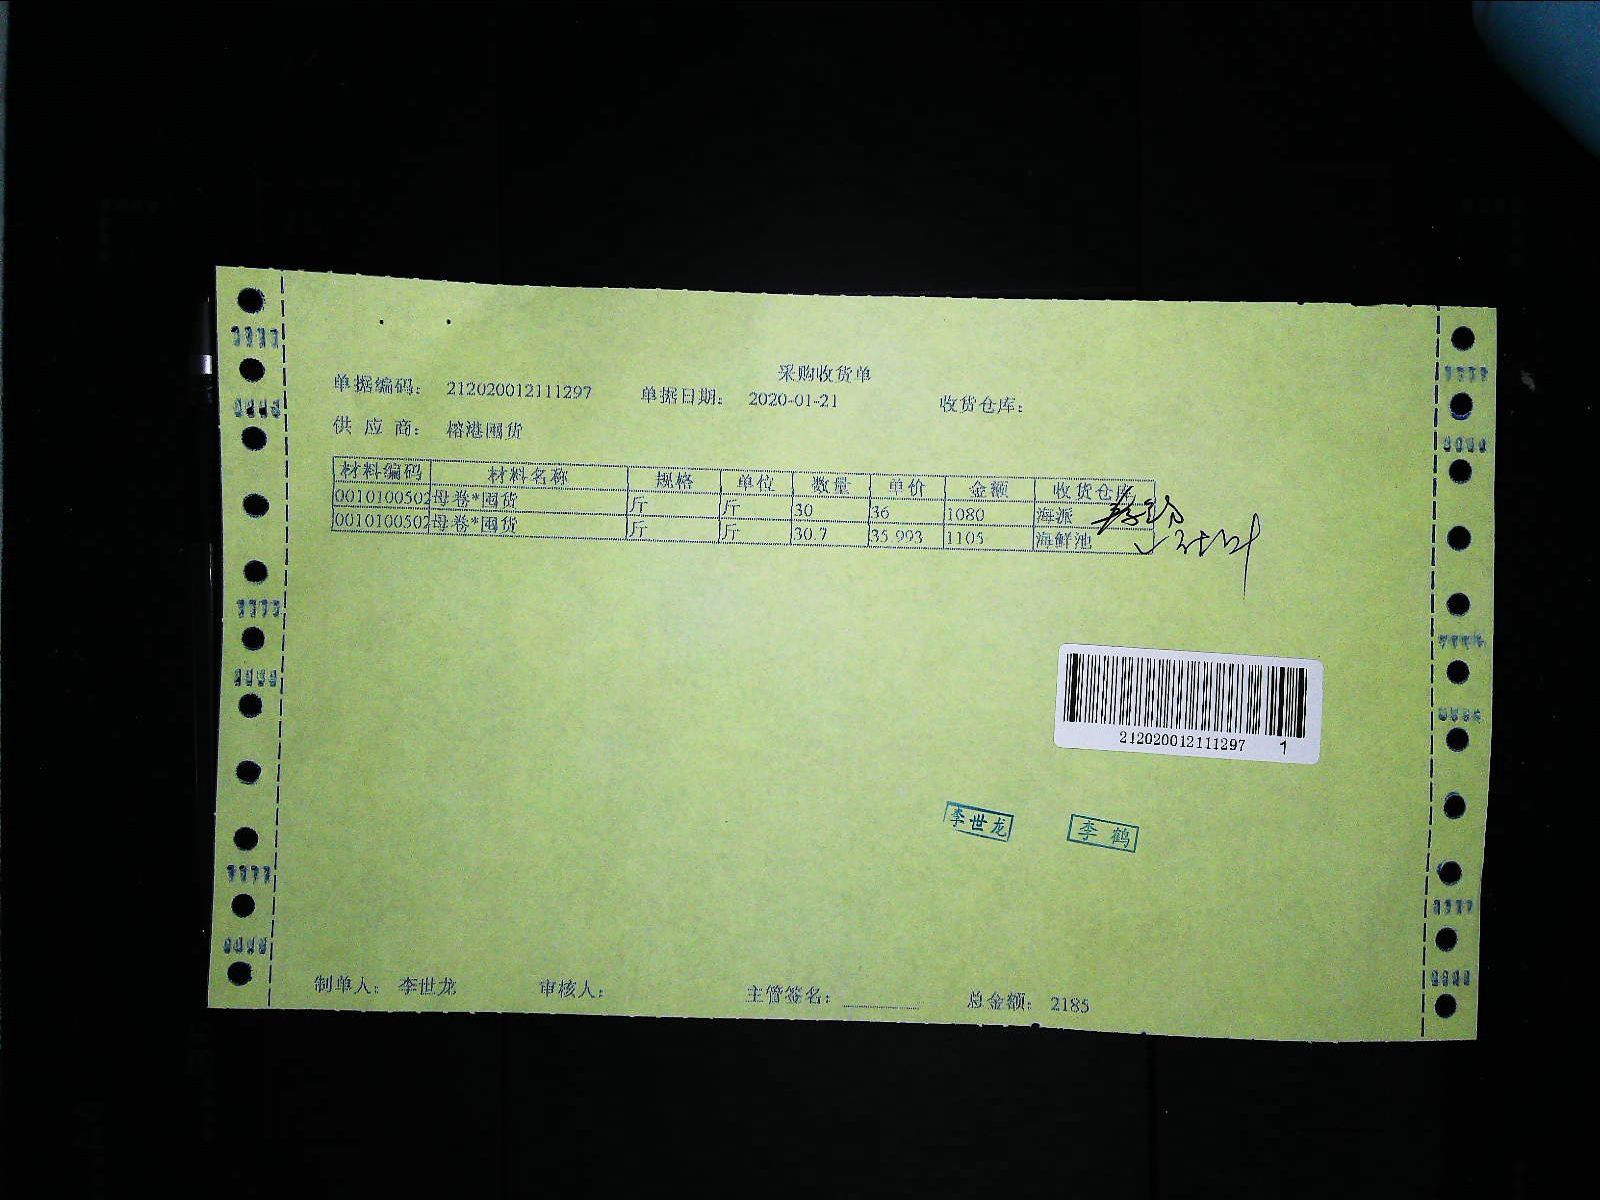 采购收货单
单据编码： 212020012111297 单据日期： 2020-01-21 收货仓库：
供 应 商： 榕港囤货
材料编码 材料名称 规格 单位 数量 单价 金额 收货仓库
0010100502 母卷*囤货 斤 斤 30 36 1080 海派
0010100502 母卷*囤货 斤 斤 30.7 35.993 1105 海鲜池
212020012111297 1
李世龙 李鹤
制单人： 李世龙 审核人： 主管签名： 总金额： 2185